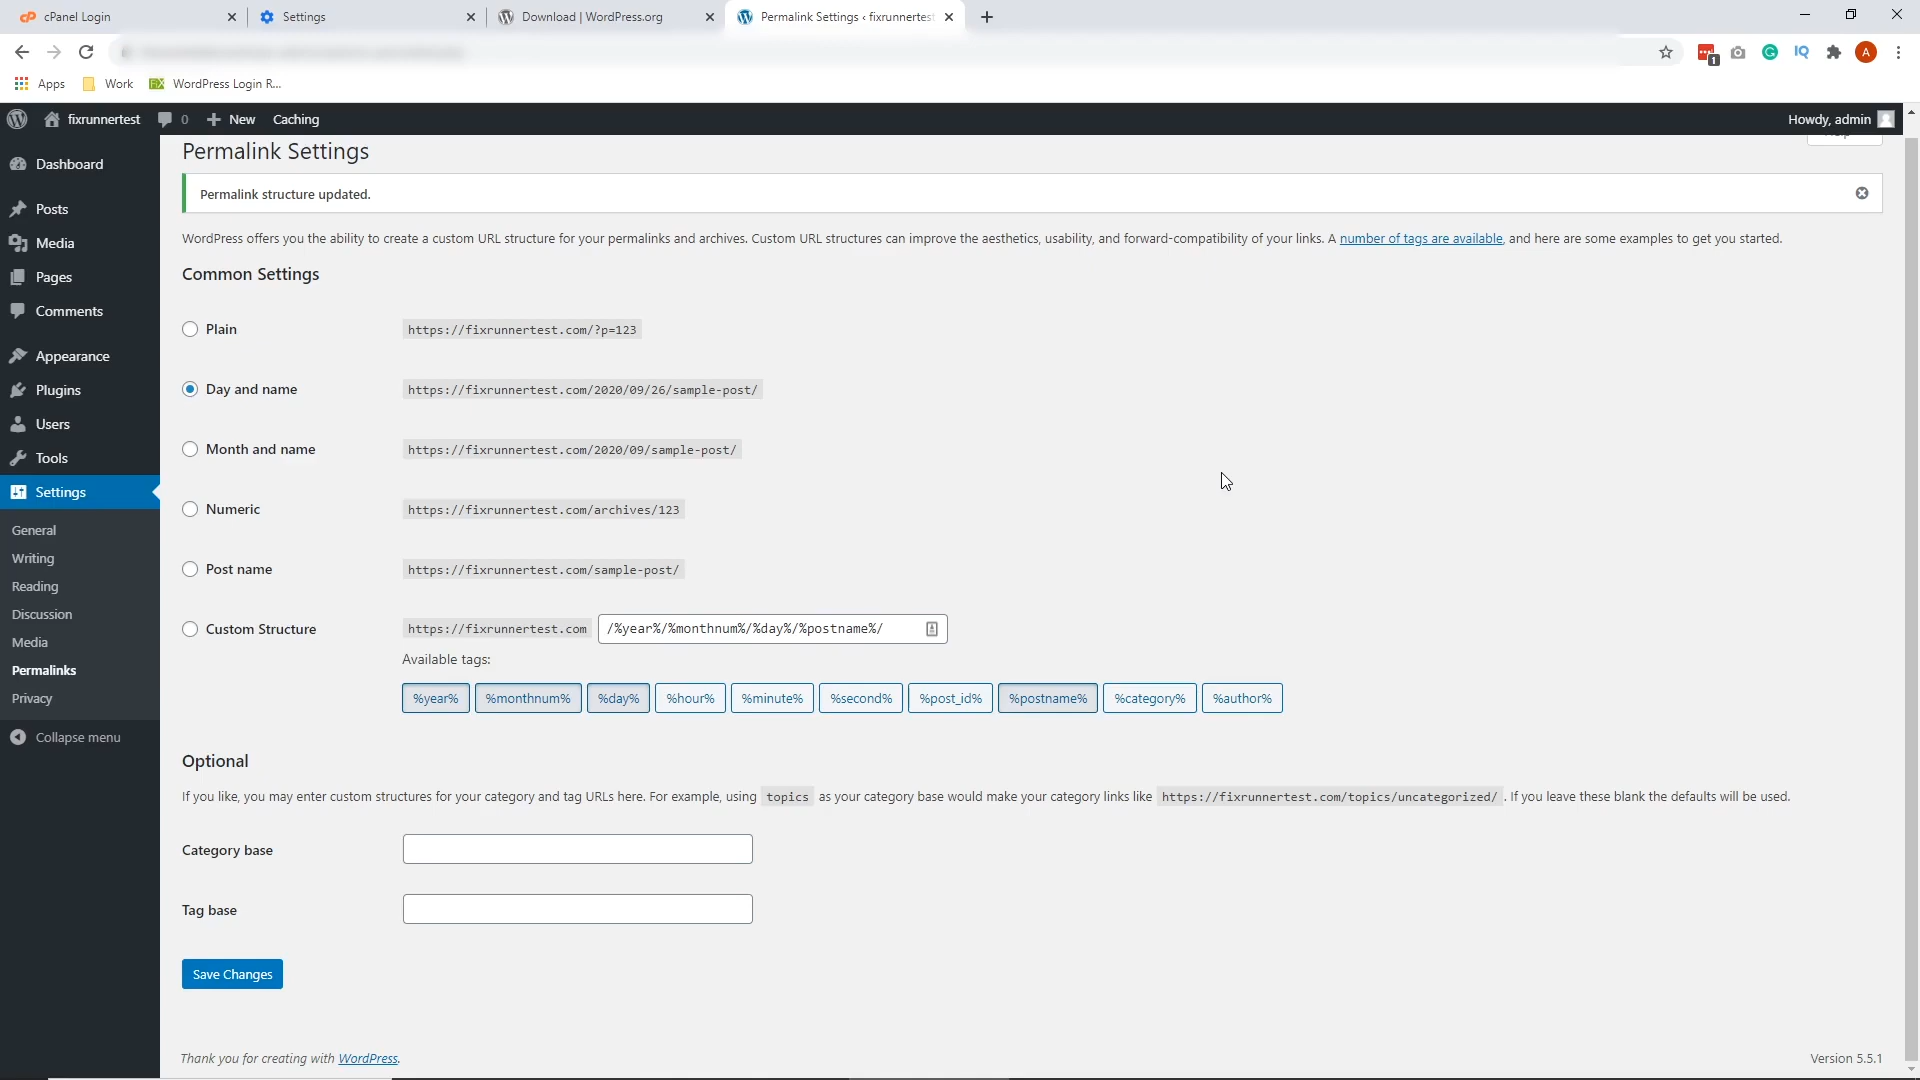 cPanel Login
Settings
Download | WordPress.org
Permalink Settings ‹ fixrunnertest
Apps
Work
WordPress Login R...
1
IQ
A
fixrunnertest
0
New
Caching
Howdy, admin
Dashboard
Posts
Media
Pages
Comments
Appearance
Plugins
Users
Tools
Settings
General
Writing
Reading
Discussion
Media
Permalinks
Privacy
Collapse menu
Permalink Settings
Permalink structure updated.
WordPress offers you the ability to create a custom URL structure for your permalinks and archives. Custom URL structures can improve the aesthetics, usability, and forward-compatibility of your links. A number of tags are available, and here are some examples to get you started.
Common Settings
Plain https://fixrunnertest.com/?p=123
Day and name https://fixrunnertest.com/2020/09/26/sample-post/
Month and name https://fixrunnertest.com/2020/09/sample-post/
Numeric https://fixrunnertest.com/archives/123
Post name https://fixrunnertest.com/sample-post/
Custom Structure https://fixrunnertest.com /%year%/%monthnum%/%day%/%postname%/
Available tags:
%year% %monthnum% %day% %hour% %minute% %second% %post_id% %postname% %category% %author%
Optional
If you like, you may enter custom structures for your category and tag URLs here. For example, using topics as your category base would make your category links like https://fixrunnertest.com/topics/uncategorized/ . If you leave these blank the defaults will be used.
Category base
Tag base
Save Changes
Thank you for creating with WordPress.
Version 5.5.1